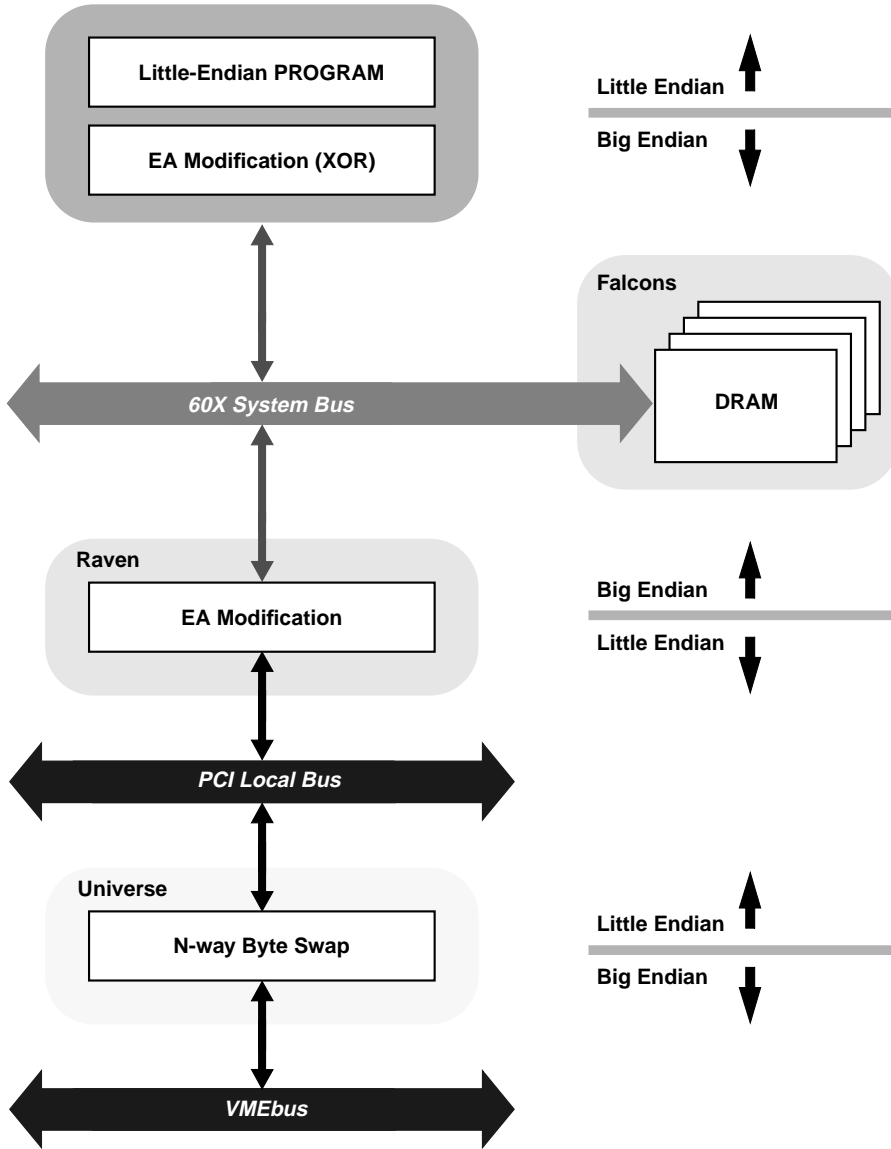 Little-Endian PROGRAM
EA Modification (XOR)
Little Endian
Big Endian
Falcons
DRAM
60X System Bus
Raven
EA Modification
Big Endian
Little Endian
PCI Local Bus
Universe
N-way Byte Swap
Little Endian
Big Endian
VMEbus